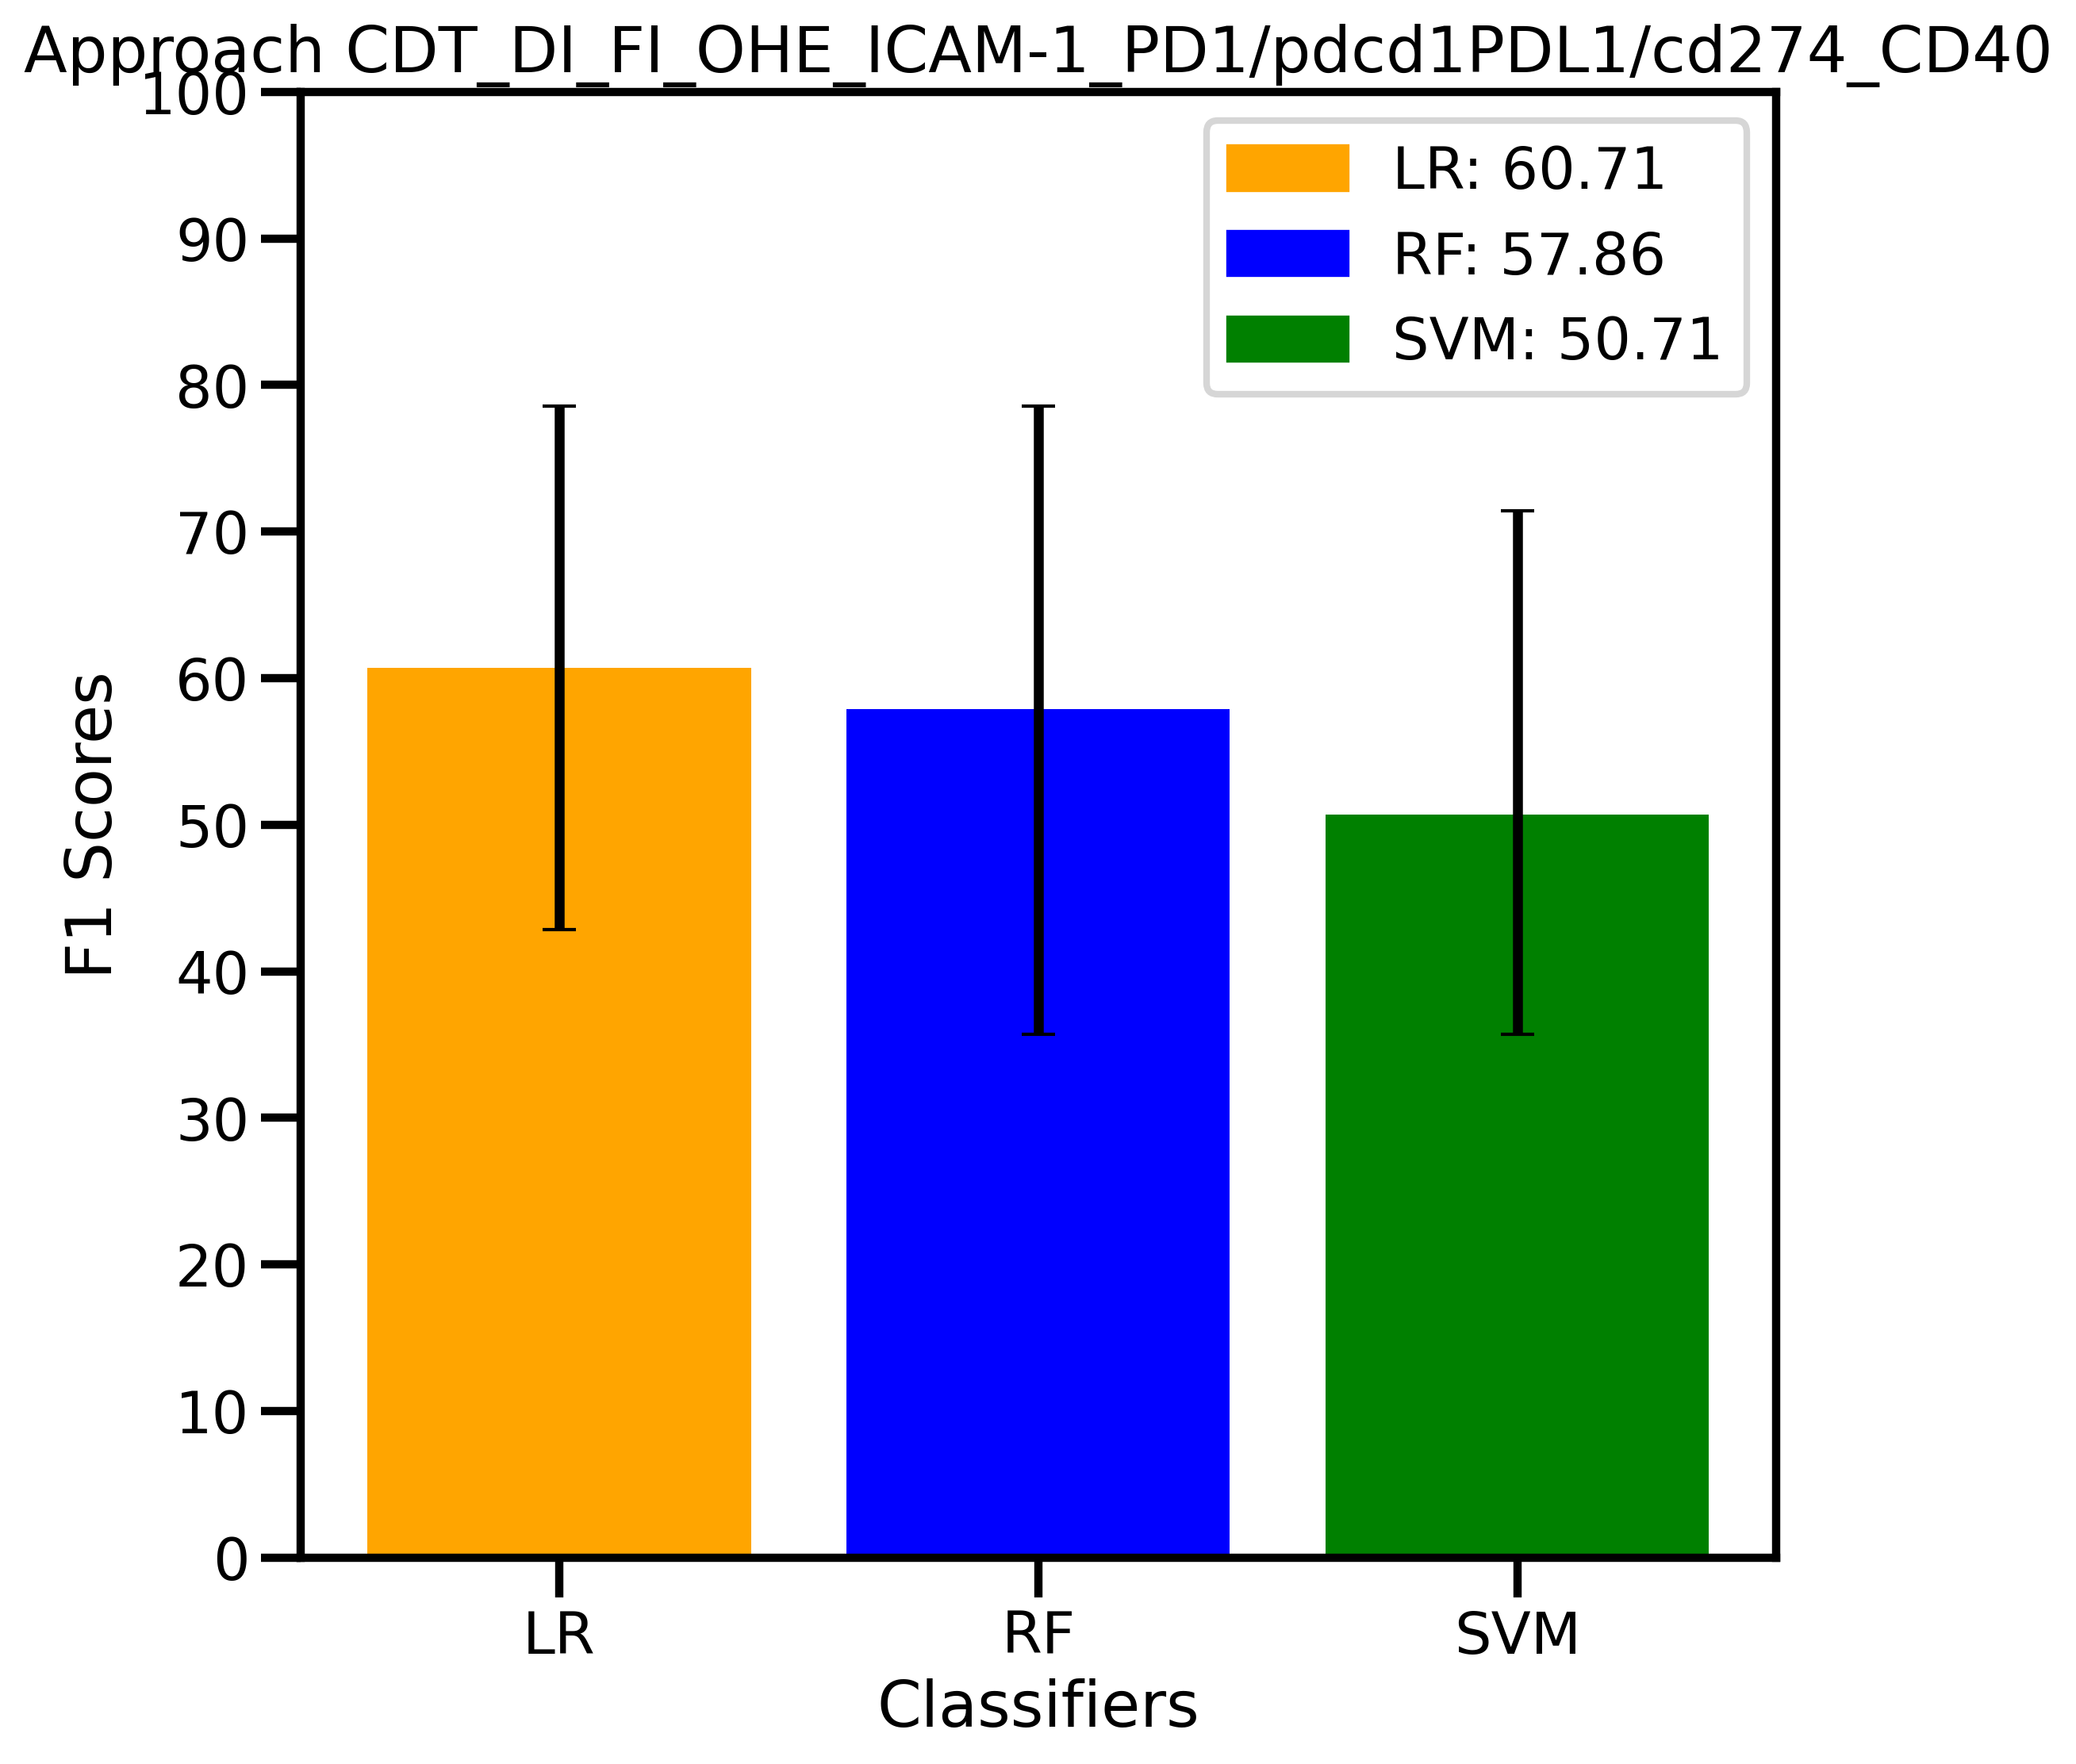 Approach CDT_DI_FI_OHE_ICAM-1_PD1/pdcd1PDL1/cd274_CD40
100
90
80
70
60
50
40
30
20
10
0
F1 Scores
LR: 60.71
RF: 57.86
SVM: 50.71
LR
RF
SVM
Classifiers